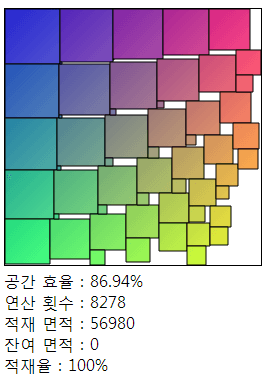 공간 효율 : 86.94%
연산 횟수 : 8278
적재 면적 : 56980
잔여 면적 : 0
적재율 : 100%